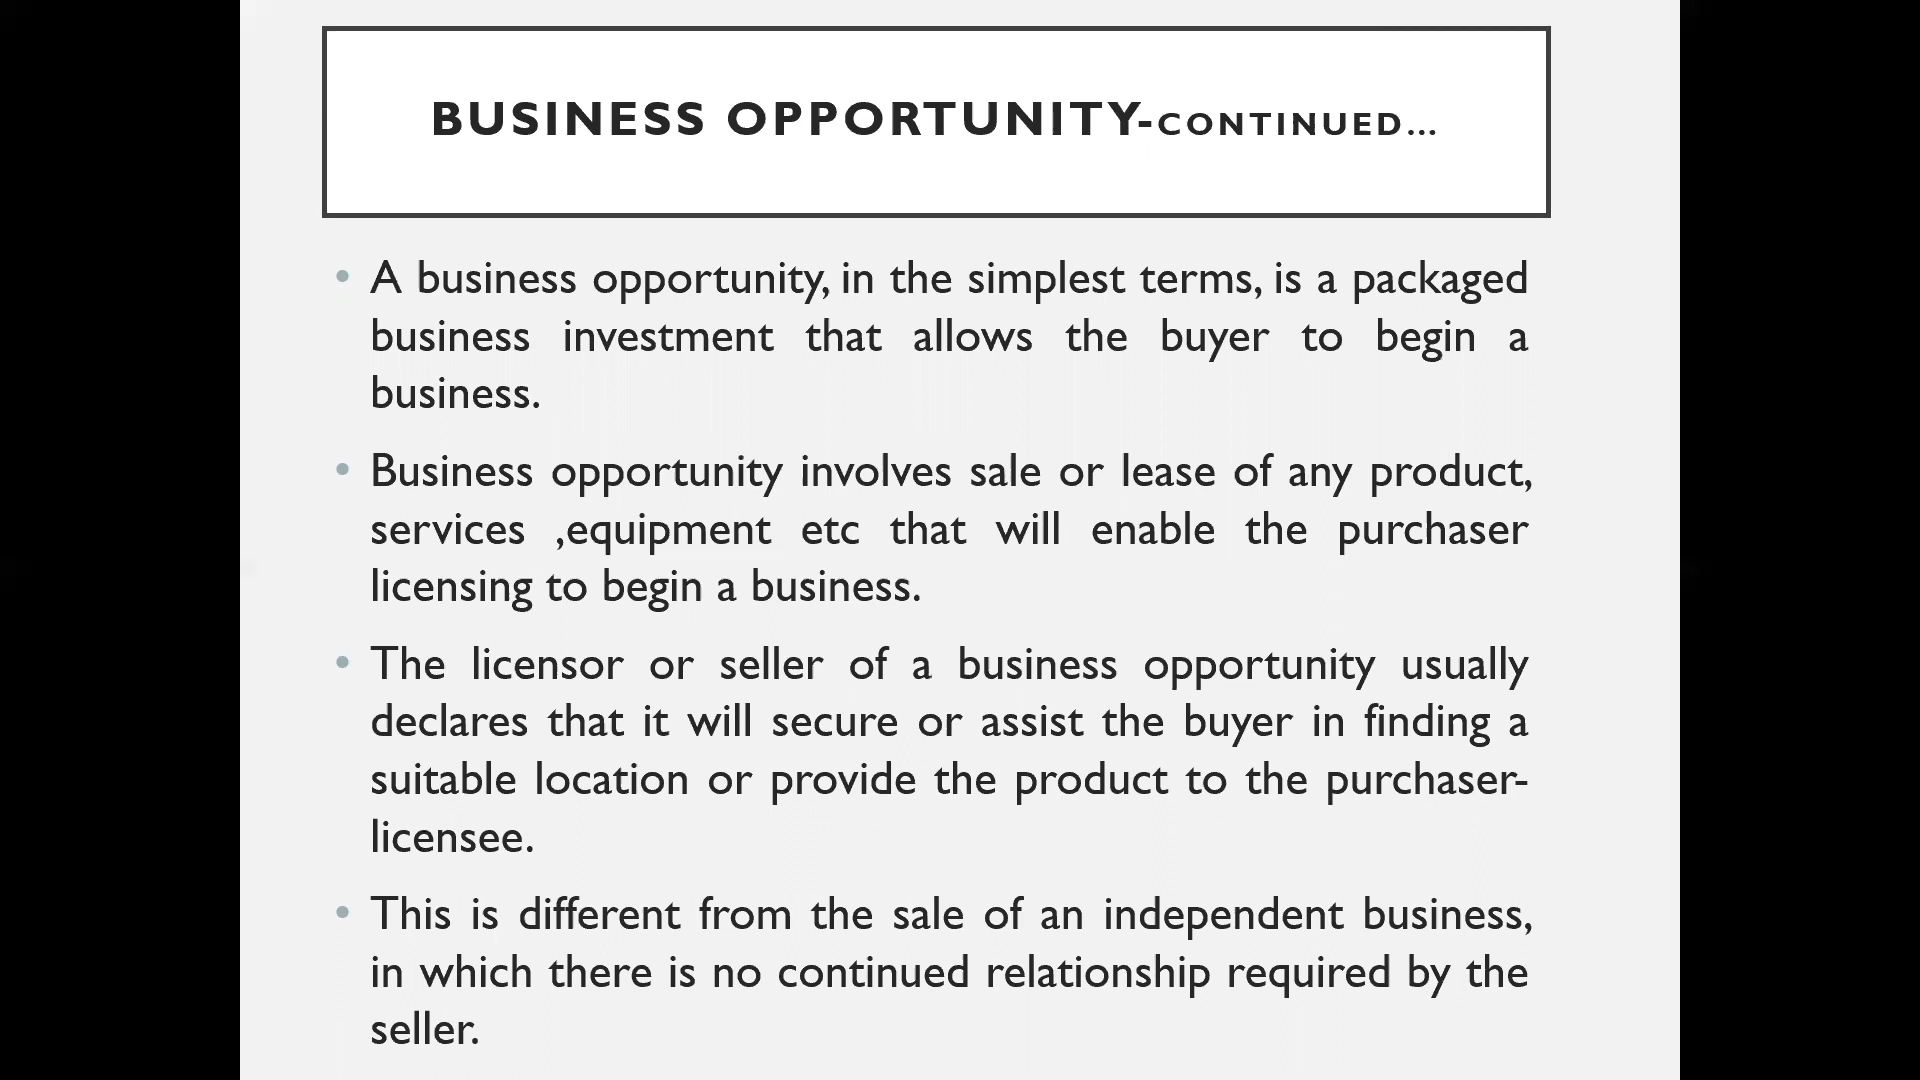 BUSINESS OPPORTUNITY-CONTINUED...
• A business opportunity, in the simplest terms, is a packaged
business investment that allows the buyer to begin a
business.
• Business opportunity involves sale or lease of any product,
services ,equipment etc that will enable the purchaser
licensing to begin a business.
• The licensor or seller of a business opportunity usually
declares that it will secure or assist the buyer in finding a
suitable location or provide the product to the purchaser-
licensee.
• This is different from the sale of an independent business,
in which there is no continued relationship required by the
seller.